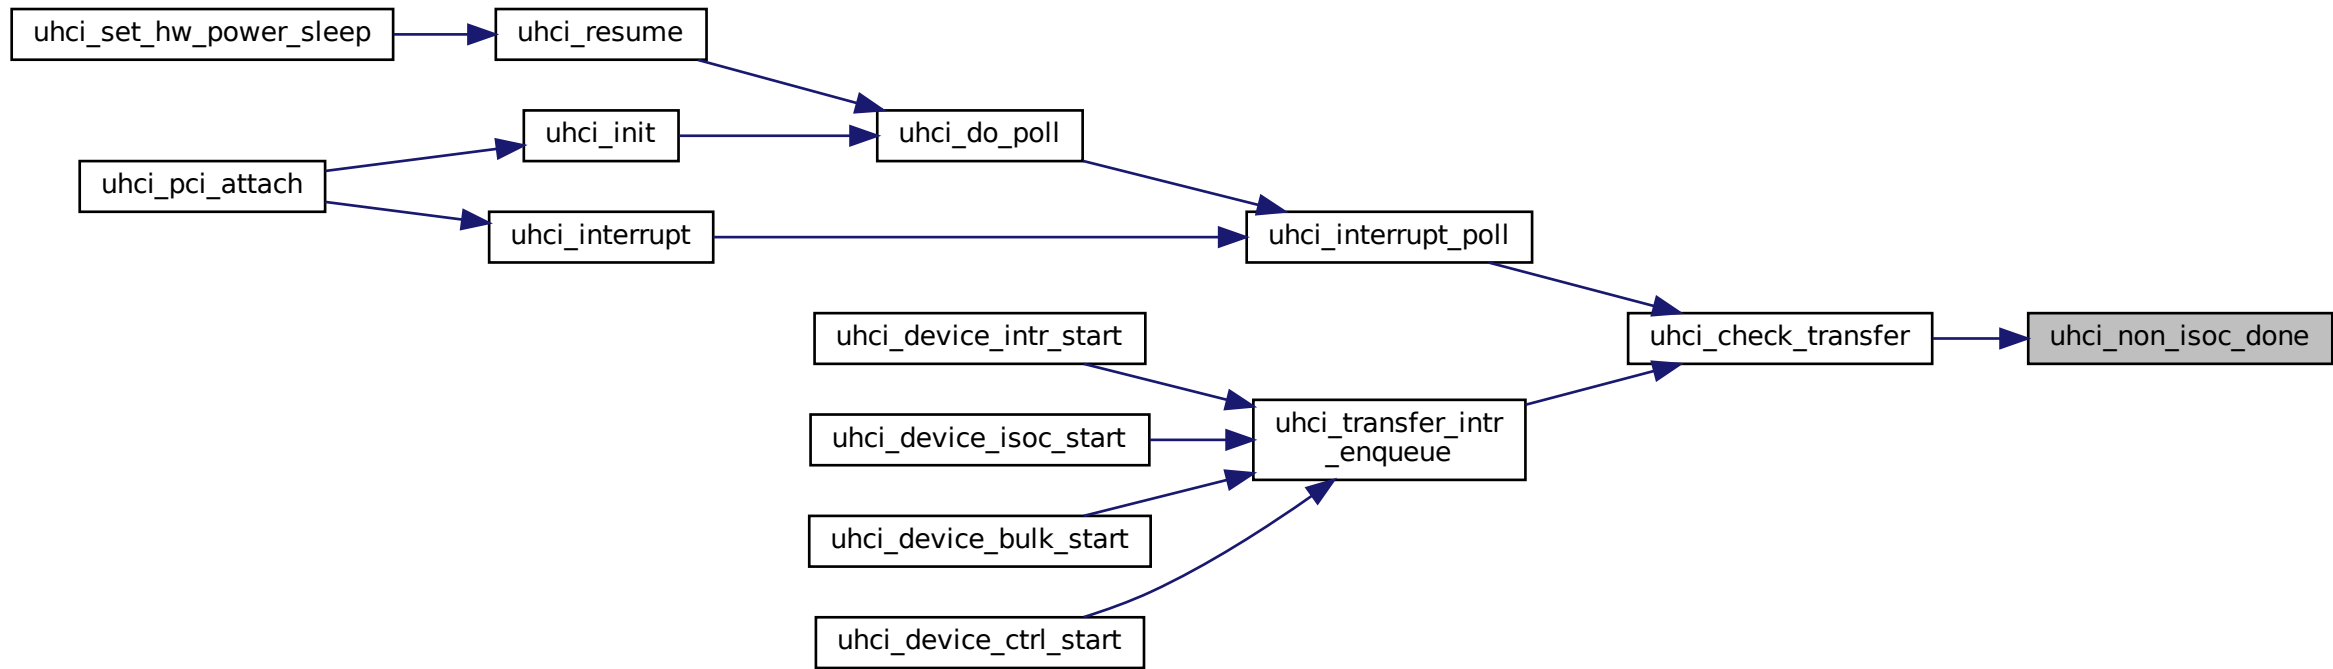 uhci_set_hw_power_sleep
uhci_resume
uhci_init
uhci_do_poll
uhci_pci_attach
uhci_interrupt
uhci_interrupt_poll
uhci_device_intr_start
uhci_check_transfer
uhci_non_isoc_done
uhci_device_isoc_start
uhci_transfer_intr
_enqueue
uhci_device_bulk_start
uhci_device_ctrl_start